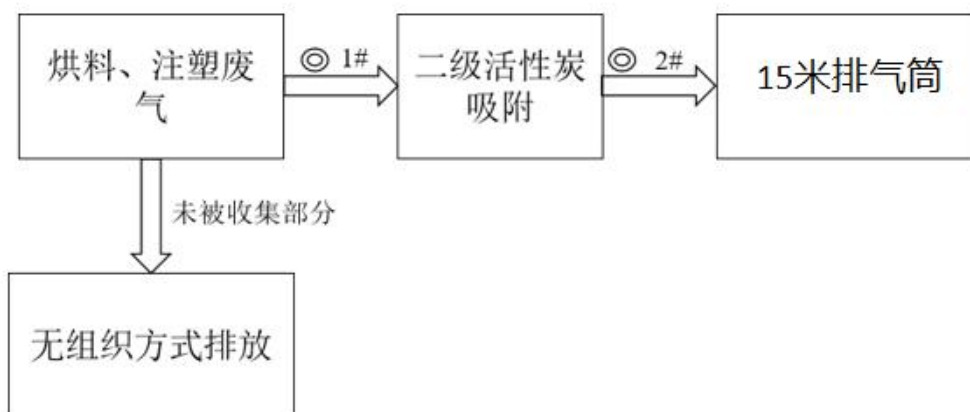 烘料、注塑废
气
◎ 1#
二级活性炭
吸附
◎ 2#
15米排气筒
未被收集部分
无组织方式排放